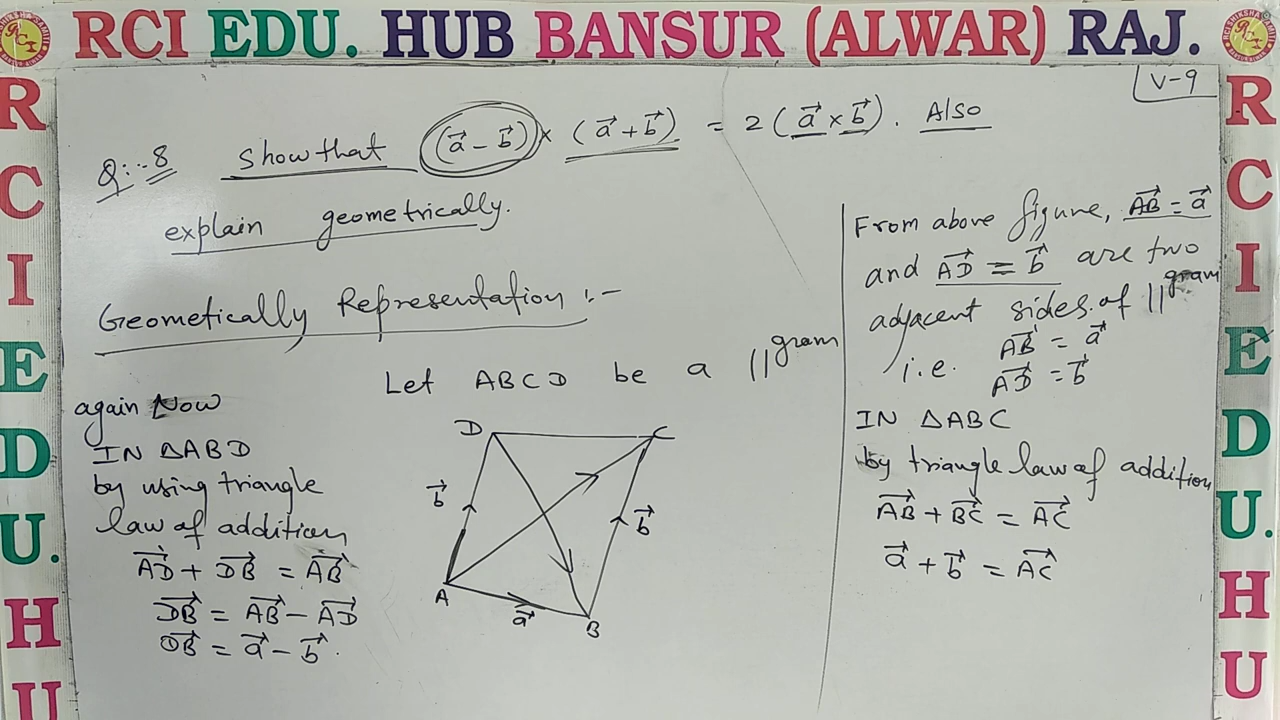 RCI EDU. HUB BANSUR (ALWAR) RAJ.
R
C
I
E
D
U.
H
U
V-9
Q:-8 show that (a⃗ - b⃗) × (a⃗ + b⃗) = 2 (a⃗ × b⃗). Also
explain geometrically.
Geometically Representation :-
Let ABCD be a ||gram
again Now
IN ΔABD
by using triangle
law of addition
AD⃗ + DB⃗ = AB⃗
DB⃗ = AB⃗ - AD⃗
DB⃗ = a⃗ - b⃗.
D
C
b⃗
b⃗
A
a⃗
B
From above figure, AB⃗ = a⃗
and AD⃗ = b⃗ are two
adjacent sides of ||gram
i.e. AB⃗ = a⃗
AD⃗ = b⃗
IN ΔABC
by triangle law of addition
AB⃗ + BC⃗ = AC⃗
a⃗ + b⃗ = AC⃗
R
C
I
E
D
U.
H
U